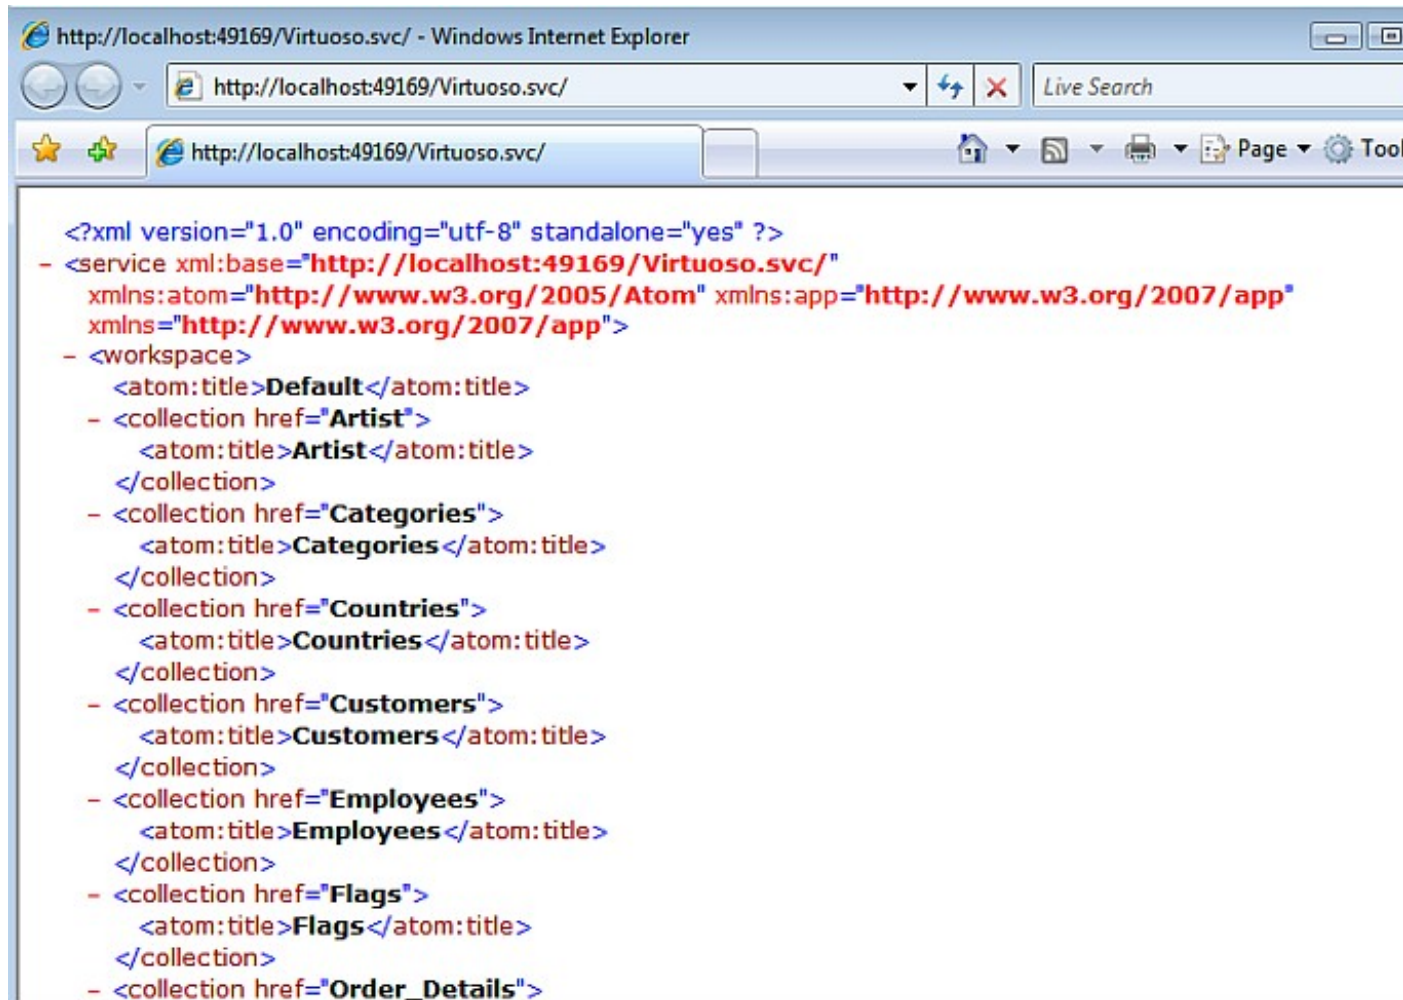 http://localhost:49169/Virtuoso.svc/ - Windows Internet Explorer
http://localhost:49169/Virtuoso.svc/ Live Search
http://localhost:49169/Virtuoso.svc/ Page Tool
<?xml version="1.0" encoding="utf-8" standalone="yes" ?>
- <service xml:base="http://localhost:49169/Virtuoso.svc/"
xmlns:atom="http://www.w3.org/2005/Atom" xmlns:app="http://www.w3.org/2007/app"
xmlns="http://www.w3.org/2007/app">
- <workspace>
<atom:title>Default</atom:title>
- <collection href="Artist">
<atom:title>Artist</atom:title>
</collection>
- <collection href="Categories">
<atom:title>Categories</atom:title>
</collection>
- <collection href="Countries">
<atom:title>Countries</atom:title>
</collection>
- <collection href="Customers">
<atom:title>Customers</atom:title>
</collection>
- <collection href="Employees">
<atom:title>Employees</atom:title>
</collection>
- <collection href="Flags">
<atom:title>Flags</atom:title>
</collection>
- <collection href="Order_Details">